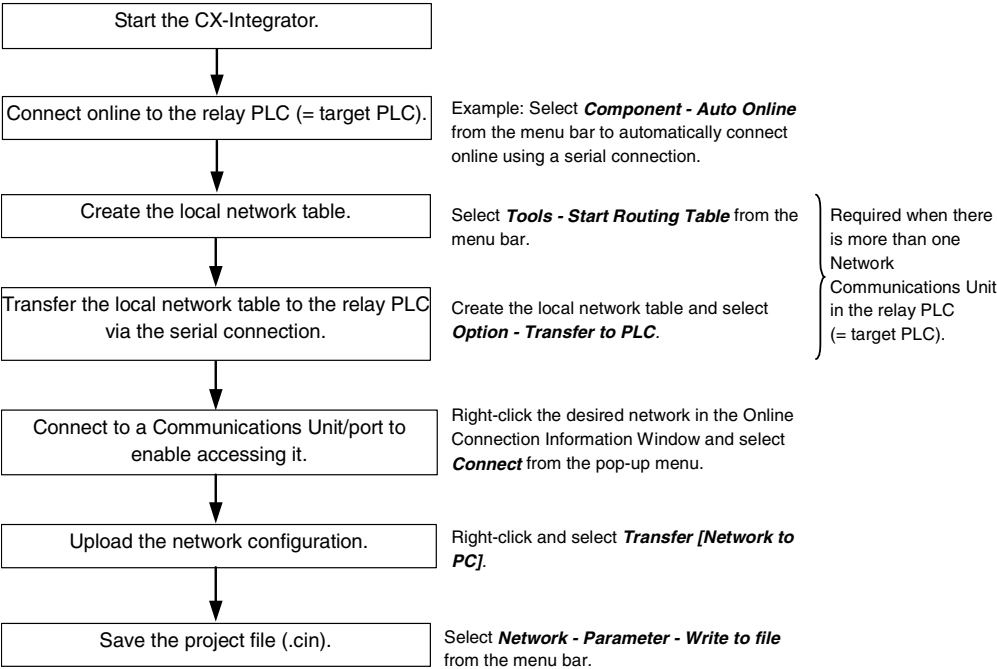 Start the CX-Integrator.
Connect online to the relay PLC (= target PLC).
Example: Select Component - Auto Online
from the menu bar to automatically connect
online using a serial connection.
Create the local network table.
Select Tools - Start Routing Table from the
menu bar.
Required when there
is more than one
Network
Communications Unit
in the relay PLC
(= target PLC).
Transfer the local network table to the relay PLC
via the serial connection.
Create the local network table and select
Option - Transfer to PLC.
Connect to a Communications Unit/port to
enable accessing it.
Right-click the desired network in the Online
Connection Information Window and select
Connect from the pop-up menu.
Upload the network configuration.
Right-click and select Transfer [Network to
PC].
Save the project file (.cin).
Select Network - Parameter - Write to file
from the menu bar.